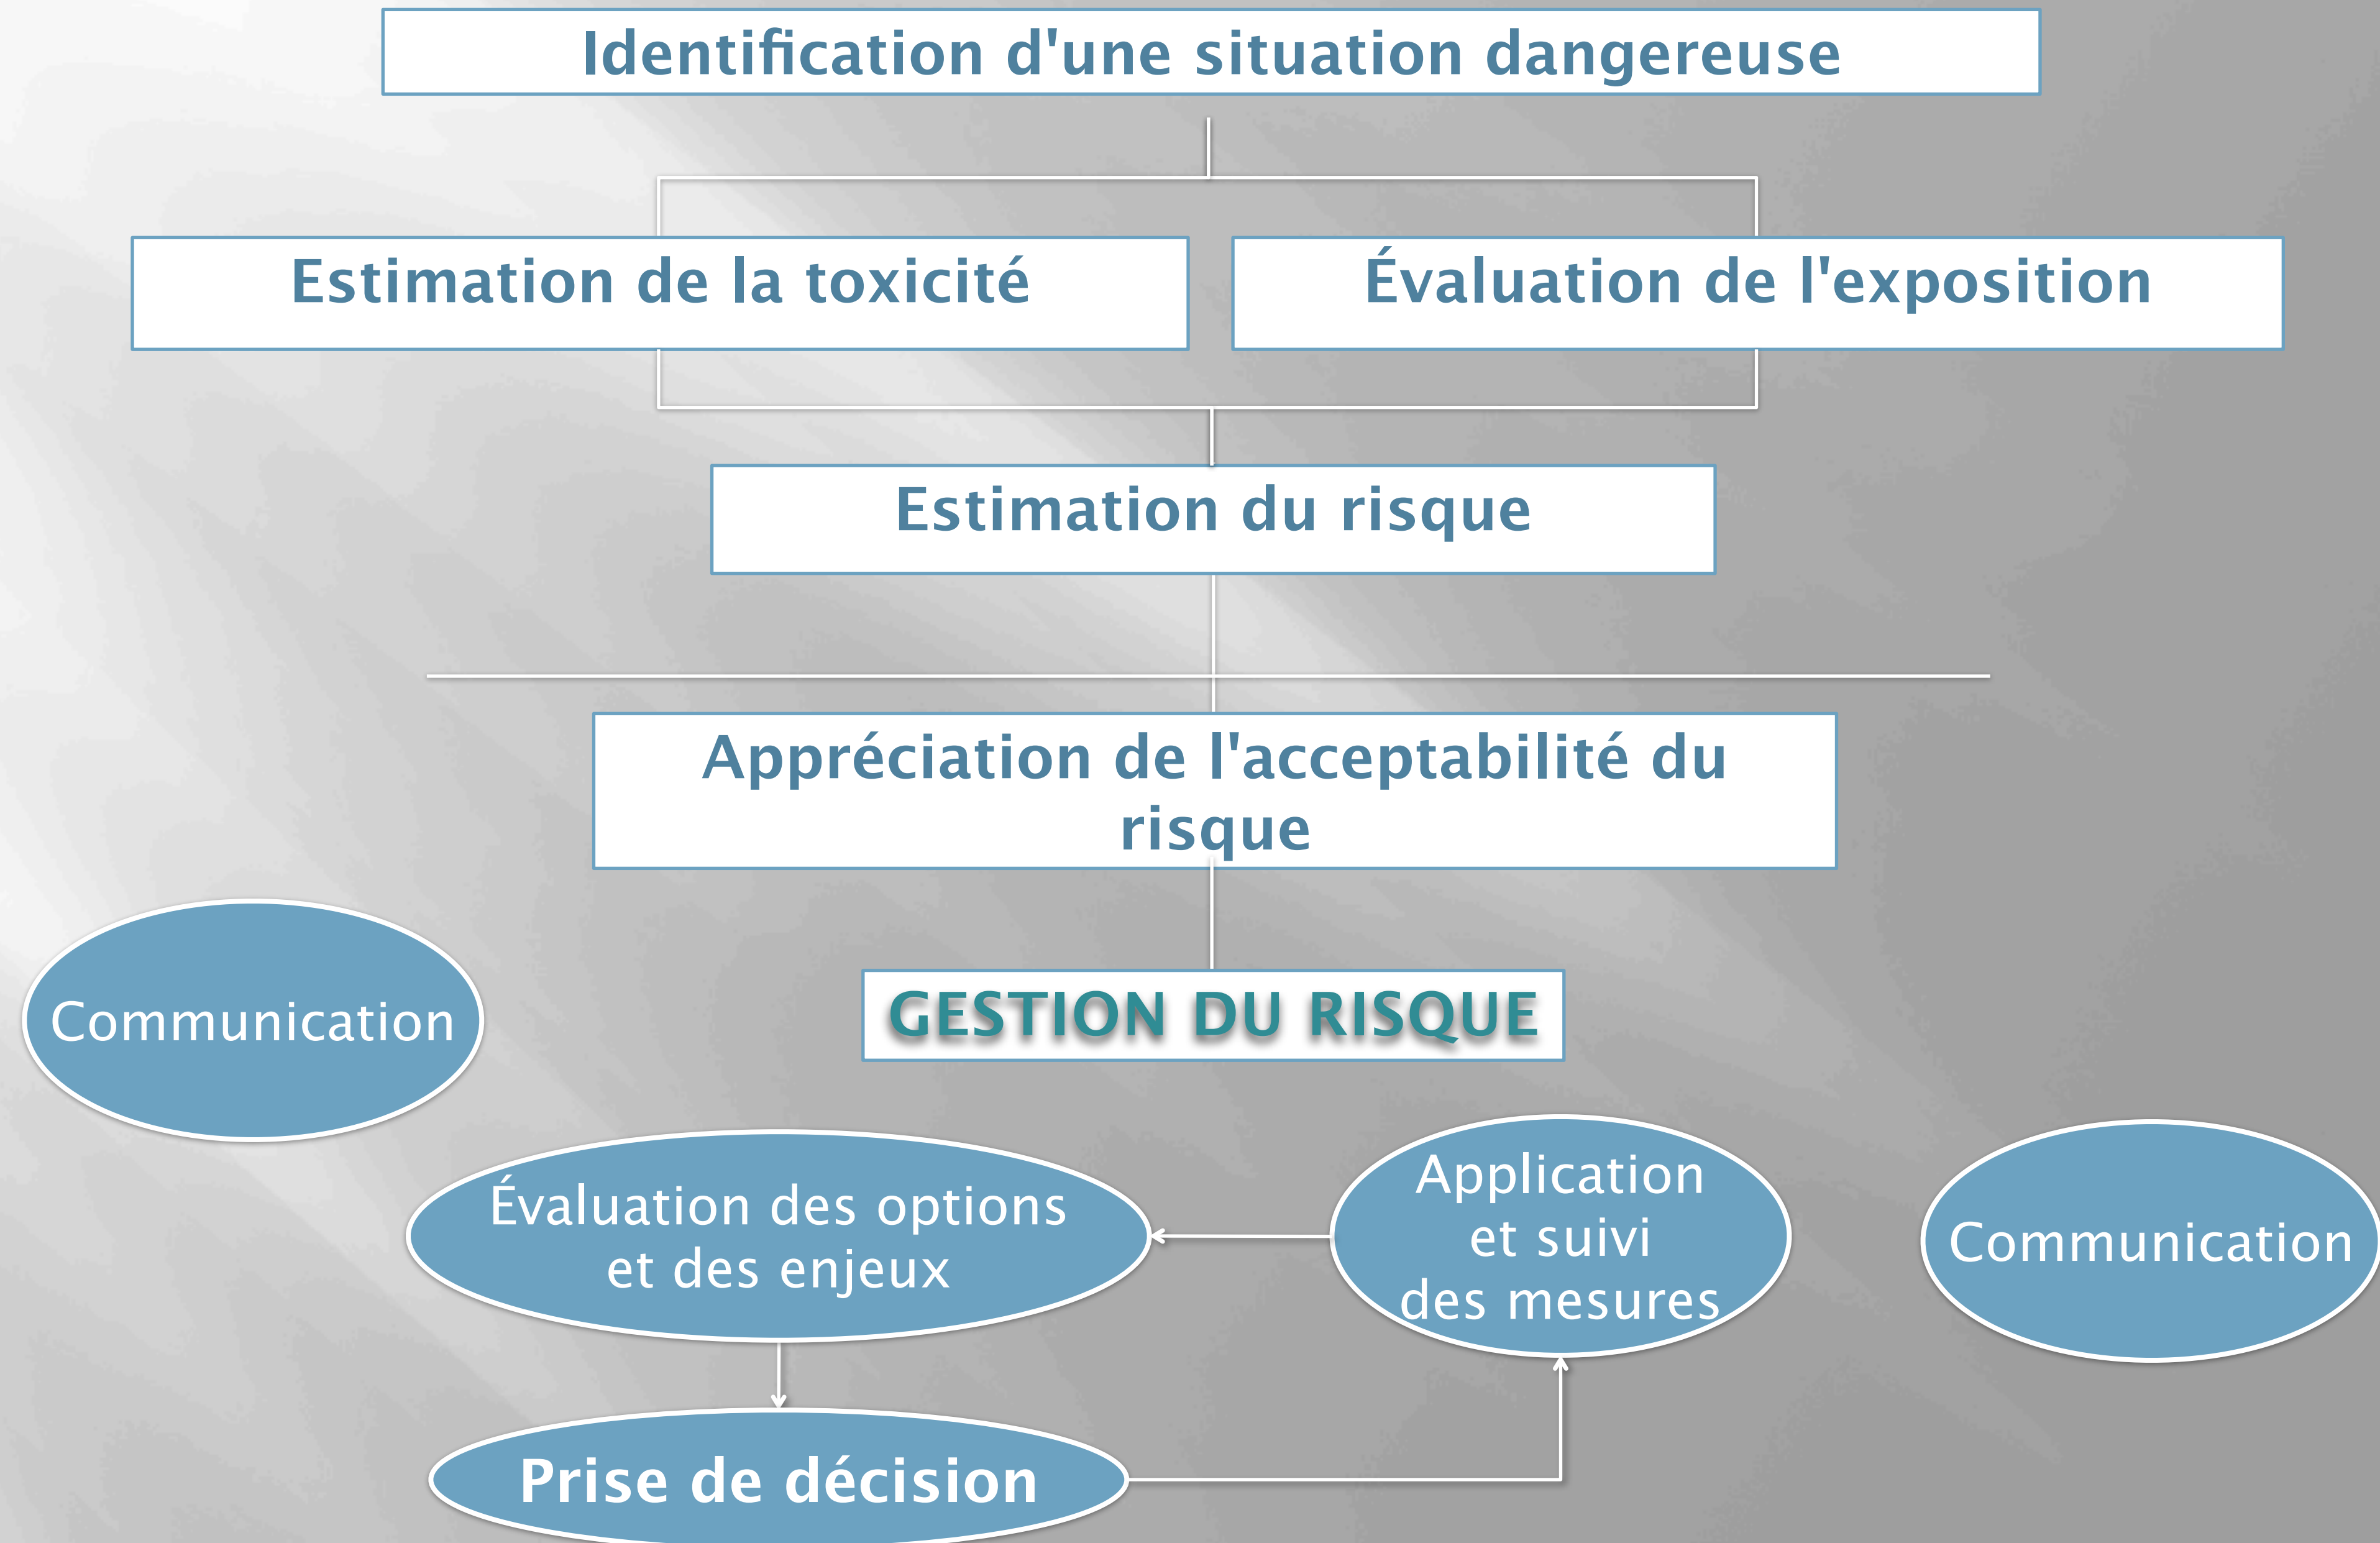 Identification d'une situation dangereuse
Estimation de la toxicité
Évaluation de l'exposition
Estimation du risque
Appréciation de l'acceptabilité du
risque
Communication
GESTION DU RISQUE
Évaluation des options
et des enjeux
Application
et suivi
des mesures
Communication
Prise de décision